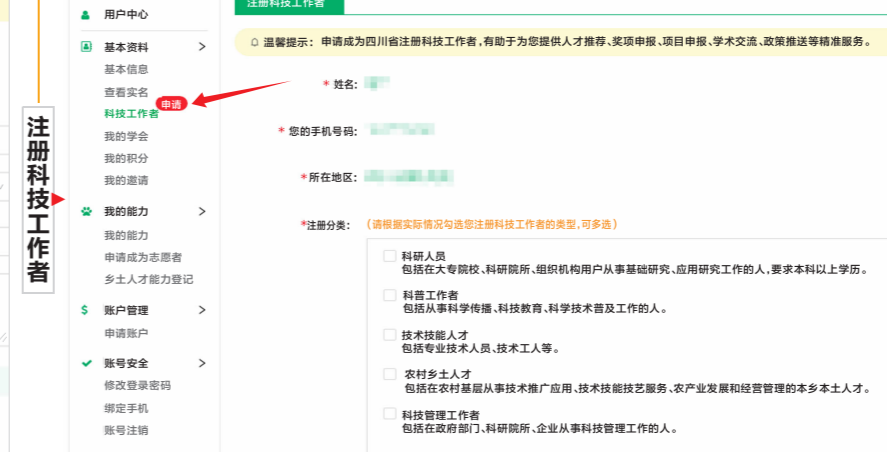 注册科技工作者
用户中心
基本资料
基本信息
查看实名
科技工作者
申请
我的学会
我的积分
我的邀请
我的能力
我的能力
申请成为志愿者
乡土人才能力登记
$ 账户管理
申请账户
账号安全
修改登录密码
绑定手机
账号注销
注册科技工作者
温馨提示：申请成为四川省注册科技工作者,有助于为您提供人才推荐、奖项申报、项目申报、学术交流、政策推送等精准服务。
* 姓名：
* 您的手机号码：
*所在地区：
*注册分类：（请根据实际情况勾选您注册科技工作者的类型,可多选）
科研人员
包括在大专院校、科研院所、组织机构用户从事基础研究、应用研究工作的人,要求本科以上学历。
科普工作者
包括从事科学传播、科技教育、科学技术普及工作的人。
技术技能人才
包括专业技术人员、技术工人等。
农村乡土人才
包括在农村基层从事技术推广应用、技术技能技艺服务、农产业发展和经营管理的本乡本土人才。
科技管理工作者
包括在政府部门、科研院所、企业从事科技管理工作的人。